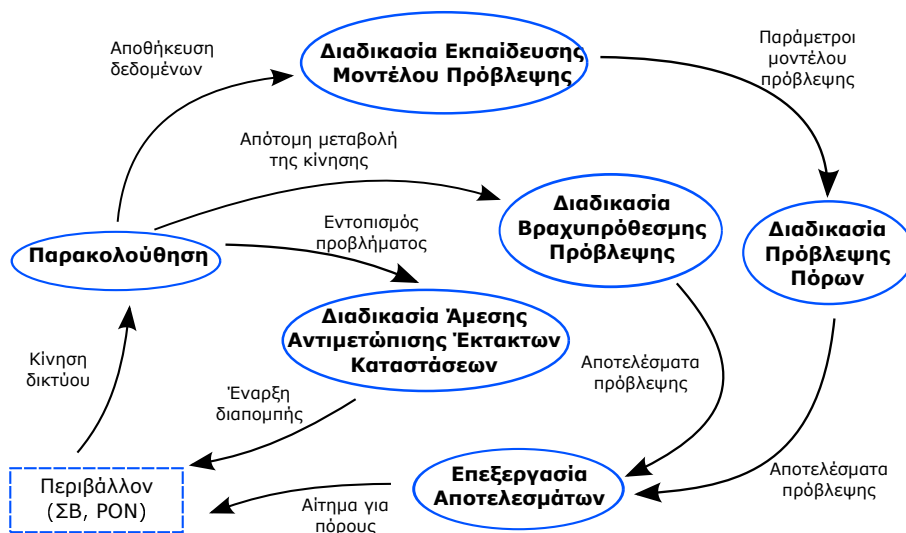 Αποθήκευση
δεδομένων
Διαδικασία Εκπαίδευσης
Μοντέλου Πρόβλεψης
Παράμετροι
μοντέλου
πρόβλεψης
Απότομη μεταβολή
της κίνησης
Παρακολούθηση
Εντοπισμός
προβλήματος
Διαδικασία
Βραχυπρόθεσμης
Πρόβλεψης
Διαδικασία
Πρόβλεψης
Πόρων
Διαδικασία Άμεσης
Αντιμετώπισης Έκτακτων
Καταστάσεων
Κίνηση
δικτύου
Έναρξη
διαπομπής
Αποτελέσματα
πρόβλεψης
Περιβάλλον
(ΣΒ, ΡΟΝ)
Αίτημα για
πόρους
Επεξεργασία
Αποτελεσμάτων
Αποτελέσματα
πρόβλεψης